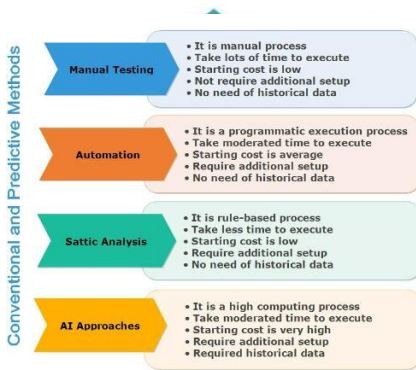 Conventional and Predictive Methods
Manual Testing
• It is manual process
• Take lots of time to execute
• Starting cost is low
• Not require additional setup
• No need of historical data
Automation
• It is a programmatic execution process
• Take moderated time to execute
• Starting cost is average
• Require additional setup
• No need of historical data
Sattic Analysis
• It is rule-based process
• Take less time to execute
• Starting cost is low
• Require additional setup
• No need of historical data
AI Approaches
• It is a high computing process
• Take moderated time to execute
• Starting cost is very high
• Require additional setup
• Required historical data